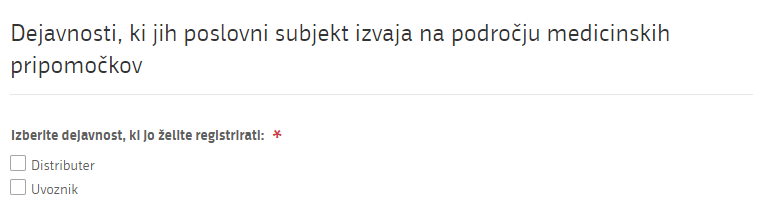 Dejavnosti, ki jih poslovni subjekt izvaja na področju medicinskih
pripomočkov
Izberite dejavnost, ki jo želite registrirati: *
Distributer
Uvoznik